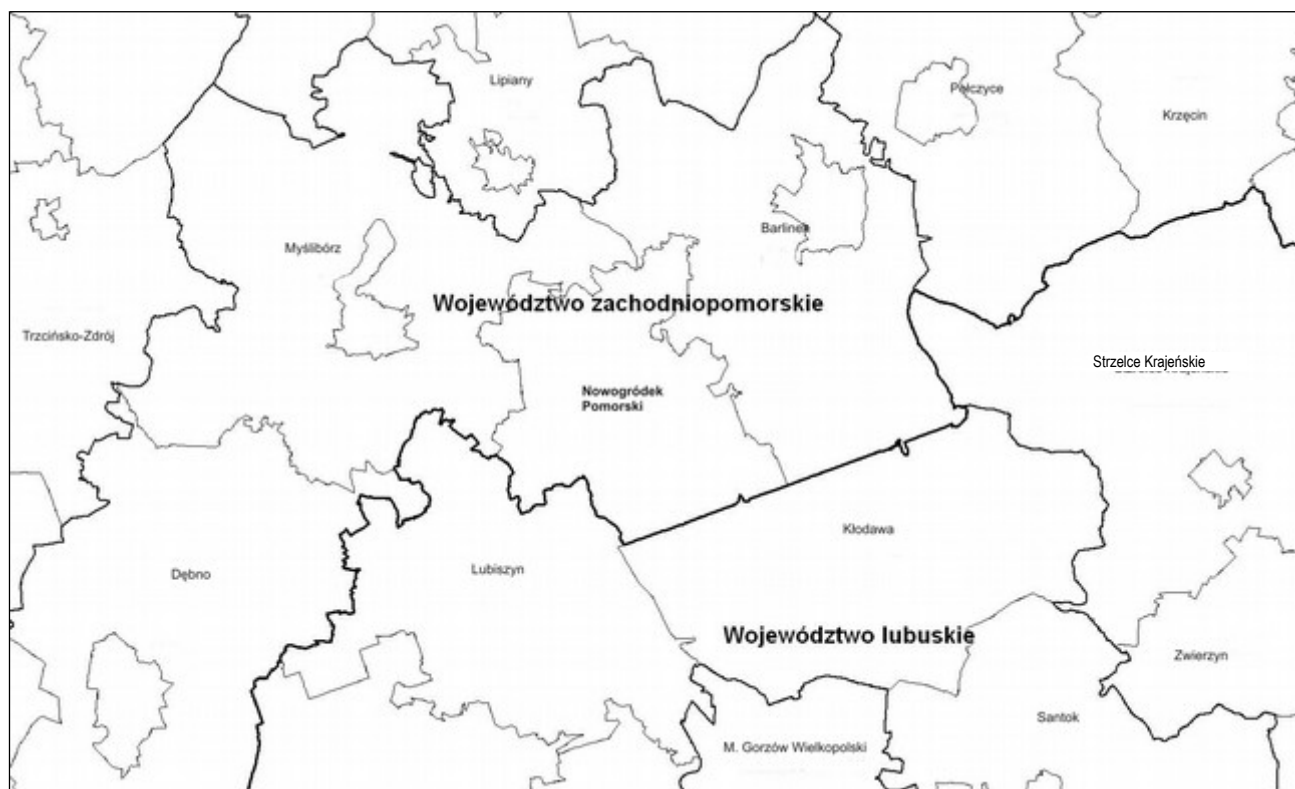 Lipiany
Pełczyce
Krzęcin
Barlinek
Myślibórz
Województwo zachodniopomorskie
Trzcińsko-Zdrój
Strzelce Krajeńskie
Nowogródek
Pomorski
Kłodawa
Dębno
Lubiszyn
Województwo lubuskie
Zwierzyn
Santok
M. Gorzów Wielkopolski